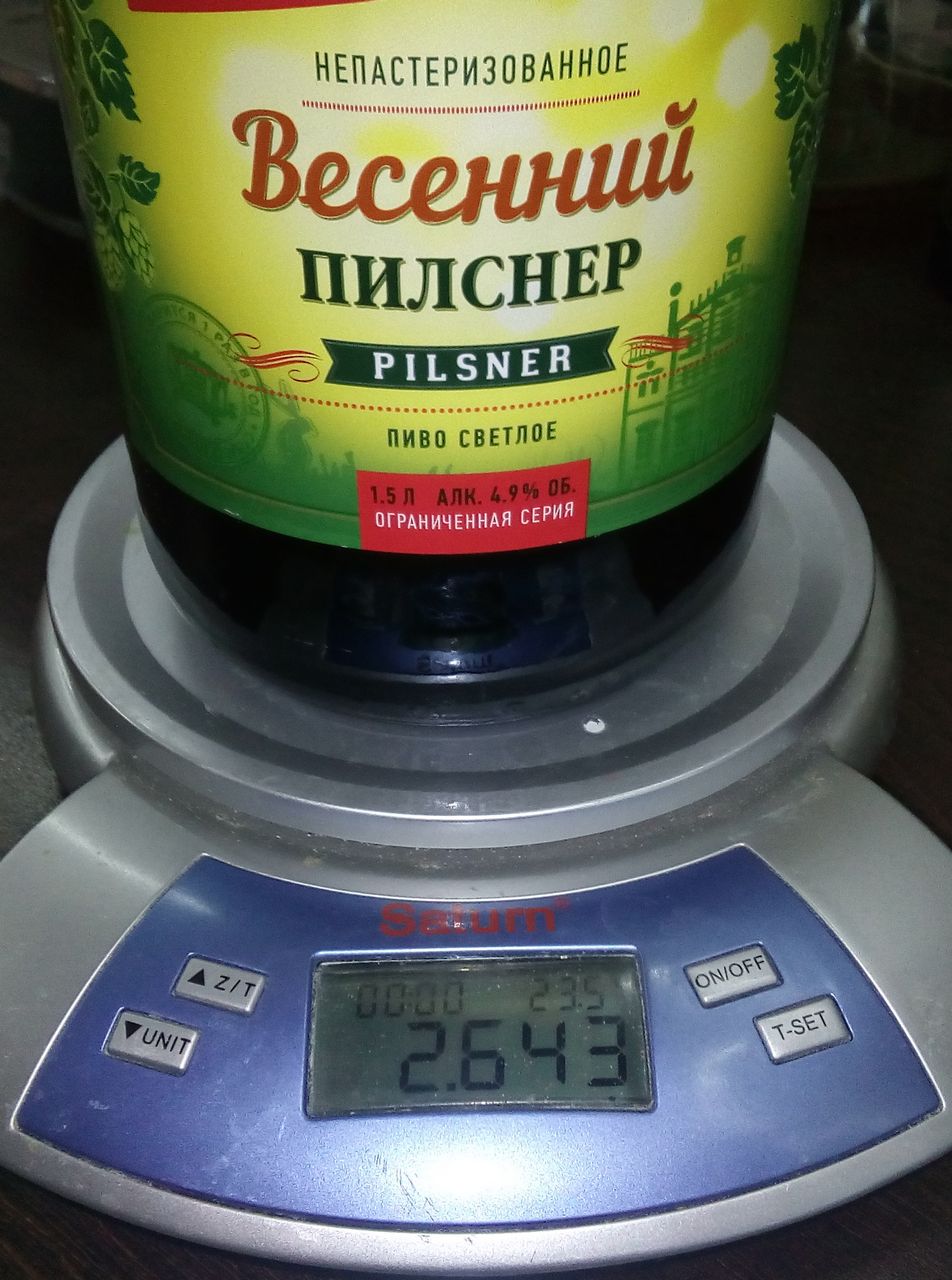 НЕПАСТЕРИЗОВАННОЕ
Весенний
ПИЛСНЕР
PILSNER
ПИВО СВЕТЛОЕ
1.5 Л АЛК. 4.9% ОБ.
ОГРАНИЧЕННАЯ СЕРИЯ
Saturn®
▲ Z/T
ON/OFF
00:00 23.5°
2.643
▼UNIT
T-SET